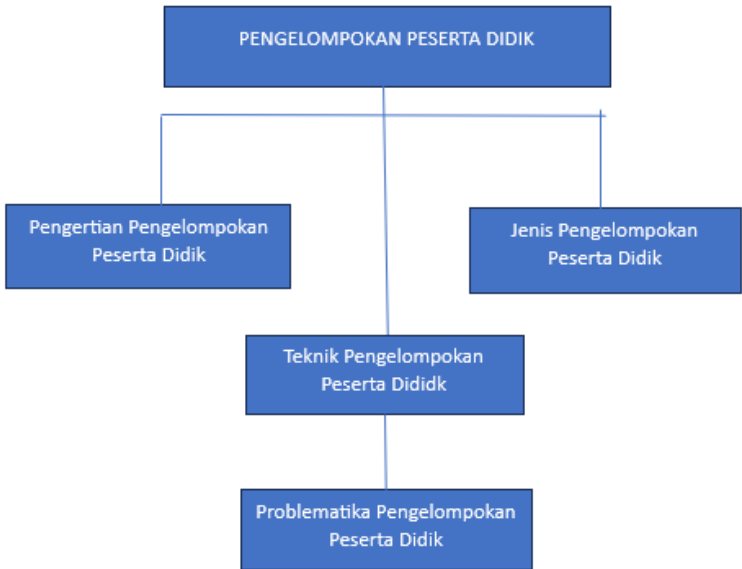 PENGELOMPOKAN PESERTA DIDIK
Pengertian Pengelompokan
Peserta Didik
Jenis Pengelompokan
Peserta Didik
Teknik Pengelompokan
Peserta Dididk
Problematika Pengelompokan
Peserta Didik